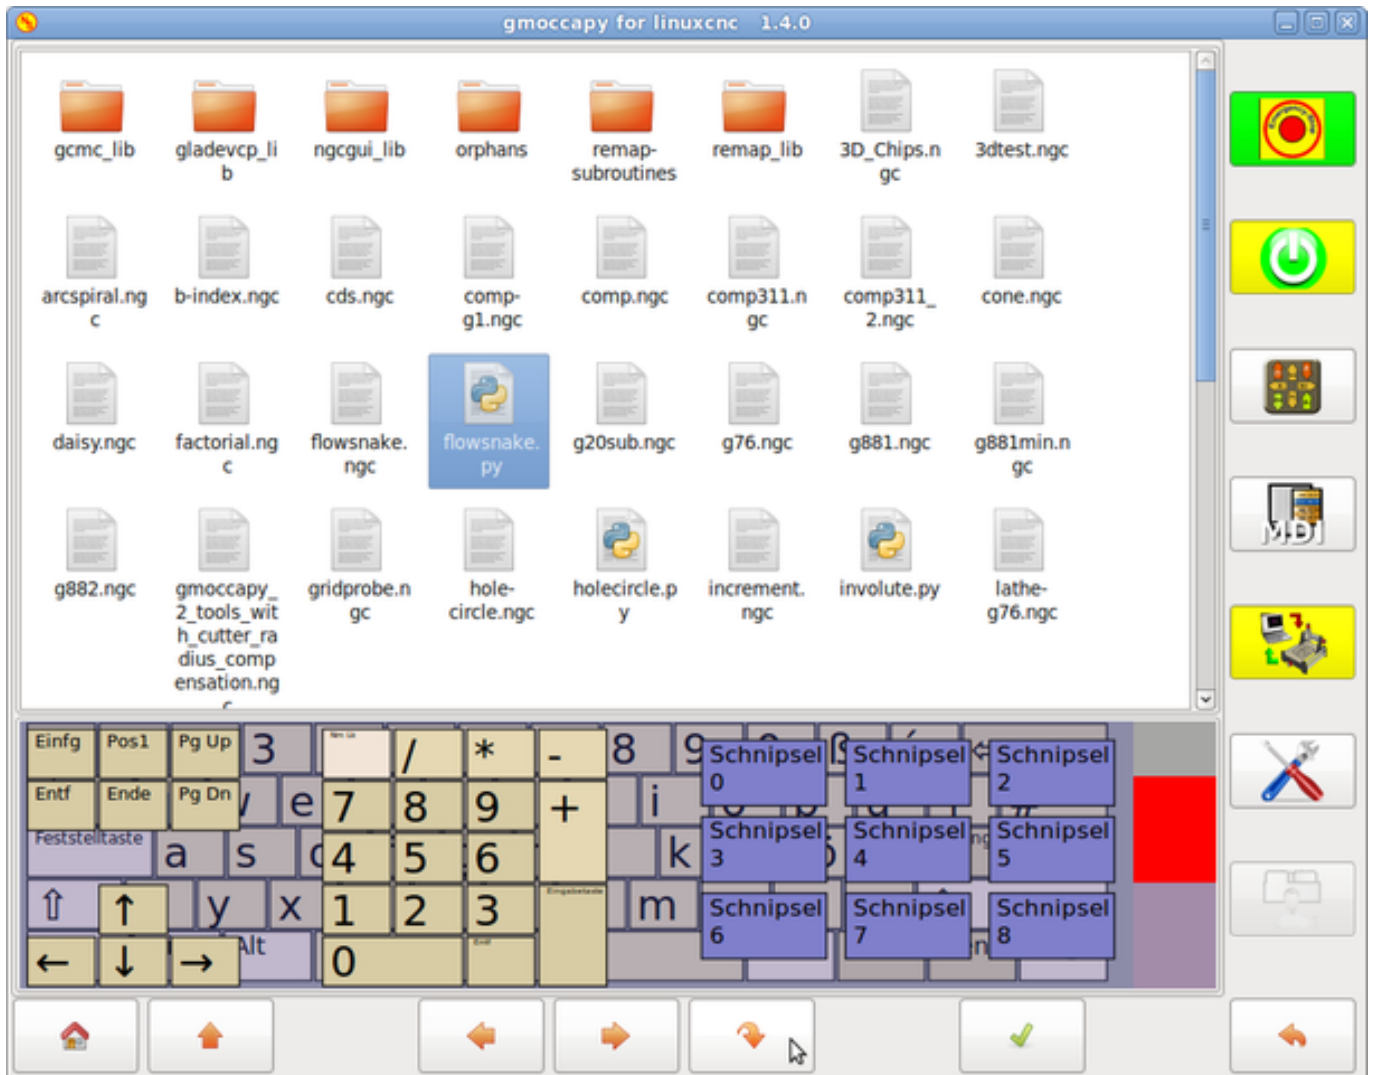 gmoccapy for linuxcnc 1.4.0
gcmc_lib
gladevcp_li
b
ngcgui_lib
orphans
remap-
subroutines
remap_lib
3D_Chips.n
gc
3dtest.ngc
arcspiral.ng
c
b-index.ngc
cds.ngc
comp-
g1.ngc
comp.ngc
comp311.n
gc
comp311_
2.ngc
cone.ngc
daisy.ngc
factorial.ng
c
flowsnake.
ngc
flowsnake.
py
g20sub.ngc
g76.ngc
g881.ngc
g881min.n
gc
g882.ngc
gmoccapy_
2_tools_wit
h_cutter_ra
dius_comp
ensation.ng
c
gridprobe.n
gc
hole-
circle.ngc
holecircle.p
y
increment.
ngc
involute.py
lathe-
g76.ngc
MDI
Einfg Pos1 Pg Up 3 / * - 8 9 ß
Schnipsel
0
Schnipsel
1
Schnipsel
2
Entf Ende Pg Dn e 7 8 9 + i
Feststelltaste a s 4 5 6 k
Schnipsel
3
Schnipsel
4
Schnipsel
5
⇧ ↑ y x 1 2 3 Eingabetaste m
Schnipsel
6
Schnipsel
7
Schnipsel
8
← ↓ → Alt 0 Entf